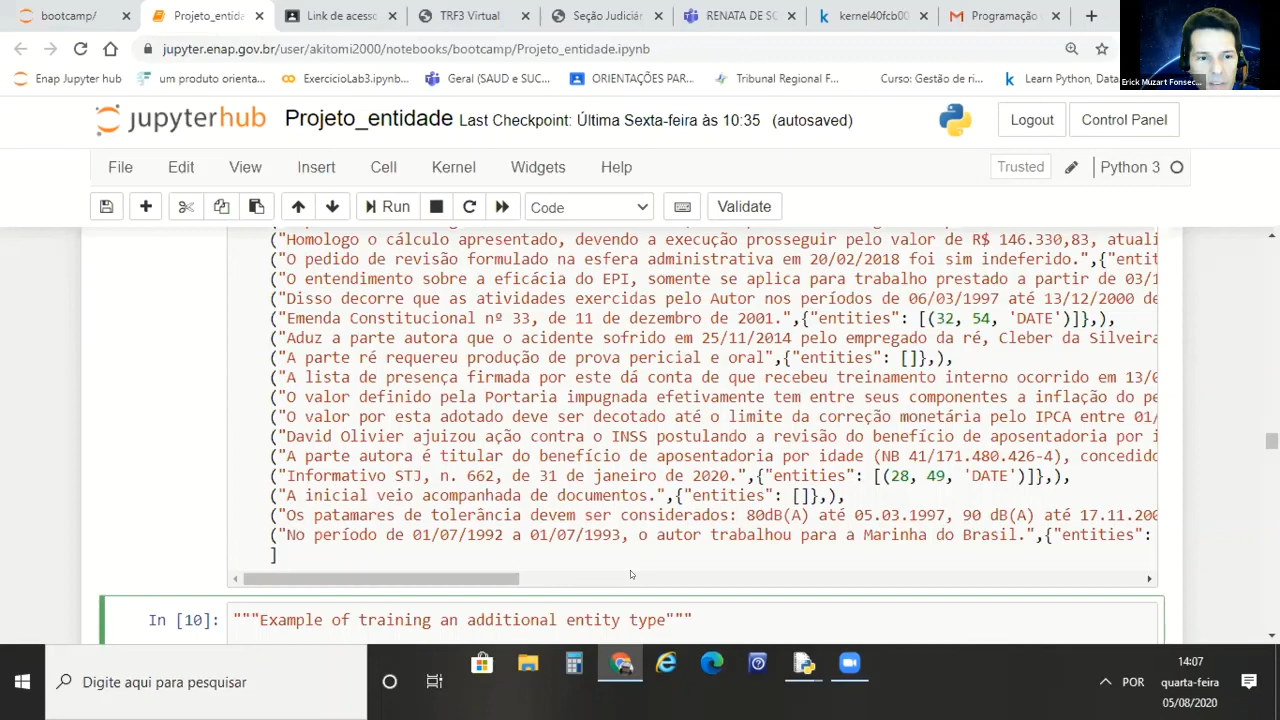 bootcamp/
Projeto_entida
Link de acesso
TRF3 Virtual
Seção Judiciár
RENATA DE SO
kernel40fcb00
Programação
jupyter.enap.gov.br/user/akitomi2000/notebooks/bootcamp/Projeto_entidade.ipynb
Erick Muzart Fonsec...
Enap Jupyter hub
um produto orienta...
ExercicioLab3.ipynb...
Geral (SAUD e SUC...
ORIENTAÇÕES PAR...
Tribunal Regional F...
Curso: Gestão de ri...
Learn Python, Data
jupyterhub
Projeto_entidade Last Checkpoint: Última Sexta-feira às 10:35 (autosaved)
Logout
Control Panel
File
Edit
View
Insert
Cell
Kernel
Widgets
Help
Trusted
Python 3
Run
Code
Validate
("Homologo o cálculo apresentado, devendo a execução prosseguir pelo valor de R$ 146.330,83, atuali
("O pedido de revisão formulado na esfera administrativa em 20/02/2018 foi sim indeferido.",{"entit
("O entendimento sobre a eficácia do EPI, somente se aplica para trabalho prestado a partir de 03/1
("Disso decorre que as atividades exercidas pelo Autor nos períodos de 06/03/1997 até 13/12/2000 de
("Emenda Constitucional nº 33, de 11 de dezembro de 2001.",{"entities": [(32, 54, 'DATE')]},),
("Aduz a parte autora que o acidente sofrido em 25/11/2014 pelo empregado da ré, Cleber da Silveira
("A parte ré requereu produção de prova pericial e oral",{"entities": []},),
("A lista de presença firmada por este dá conta de que recebeu treinamento interno ocorrido em 13/0
("O valor definido pela Portaria impugnada efetivamente tem entre seus componentes a inflação do pe
("O valor por esta adotado deve ser decotado até o limite da correção monetária pelo IPCA entre 01/
("David Olivier ajuizou ação contra o INSS postulando a revisão do benefício de aposentadoria por i
("A parte autora é titular do benefício de aposentadoria por idade (NB 41/171.480.426-4), concedido
("Informativo STJ, n. 662, de 31 de janeiro de 2020.",{"entities": [(28, 49, 'DATE')]},),
("A inicial veio acompanhada de documentos.",{"entities": []},),
("Os patamares de tolerância devem ser considerados: 80dB(A) até 05.03.1997, 90 dB(A) até 17.11.200
("No período de 01/07/1992 a 01/07/1993, o autor trabalhou para a Marinha do Brasil.",{"entities":
]
In [10]:
"""Example of training an additional entity type"""
Digite aqui para pesquisar
POR
14:07
quarta-feira
05/08/2020